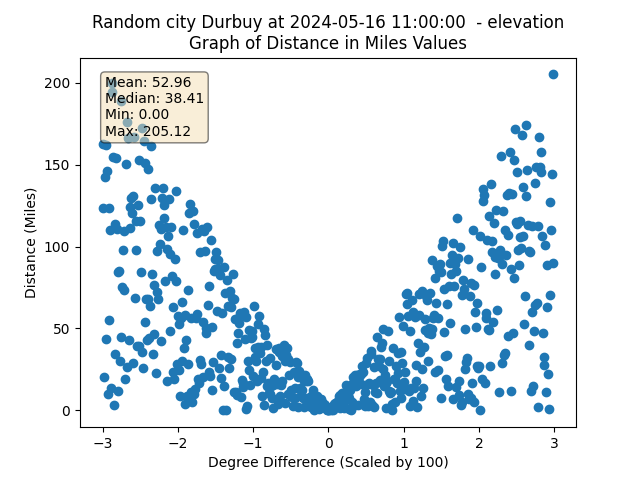 Random city Durbuy at 2024-05-16 11:00:00  - elevation
Graph of Distance in Miles Values
Mean: 52.96
Median: 38.41
Min: 0.00
Max: 205.12
Distance (Miles)
200
150
100
50
0
−3 −2 −1 0 1 2 3
Degree Difference (Scaled by 100)